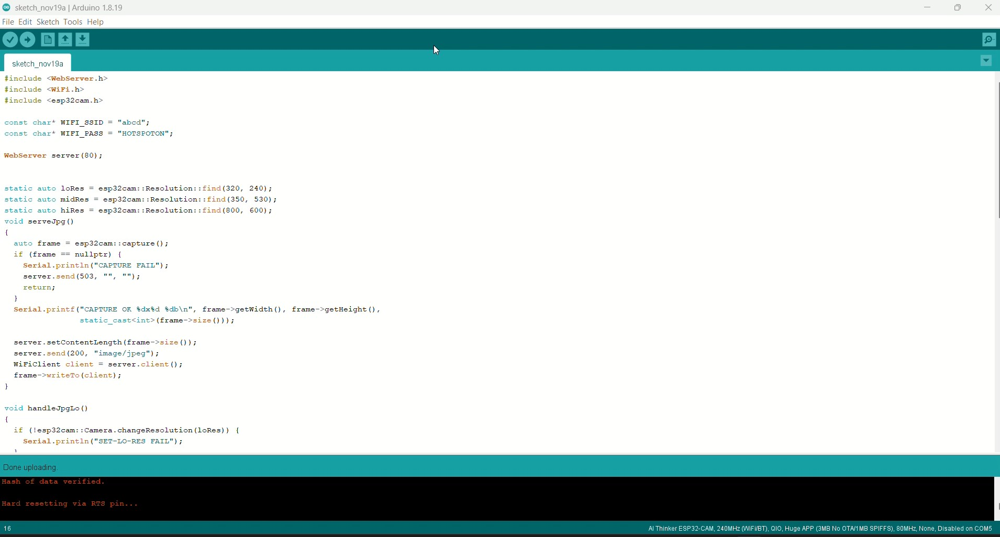 sketch_nov19a | Arduino 1.8.19
File Edit Sketch Tools Help
sketch_nov19a
#include <WebServer.h>
#include <WiFi.h>
#include <esp32cam.h>
const char* WIFI_SSID = "abcd";
const char* WIFI_PASS = "HOTSPOTON";
WebServer server(80);
static auto loRes = esp32cam::Resolution::find(320, 240);
static auto midRes = esp32cam::Resolution::find(350, 530);
static auto hiRes = esp32cam::Resolution::find(800, 600);
void serveJpg()
{
  auto frame = esp32cam::capture();
  if (frame == nullptr) {
    Serial.println("CAPTURE FAIL");
    server.send(503, "", "");
    return;
  }
  Serial.printf("CAPTURE OK %dx%d %db\n", frame->getWidth(), frame->getHeight(),
                static_cast<int>(frame->size()));
  server.setContentLength(frame->size());
  server.send(200, "image/jpeg");
  WiFiClient client = server.client();
  frame->writeTo(client);
}
void handleJpgLo()
{
  if (!esp32cam::Camera.changeResolution(loRes)) {
    Serial.println("SET-LO-RES FAIL");
  }
Done uploading.
Hash of data verified.
Hard resetting via RTS pin...
16
AI Thinker ESP32-CAM, 240MHz (WiFi/BT), QIO, Huge APP (3MB No OTA/1MB SPIFFS), 80MHz, None, Disabled on COM5